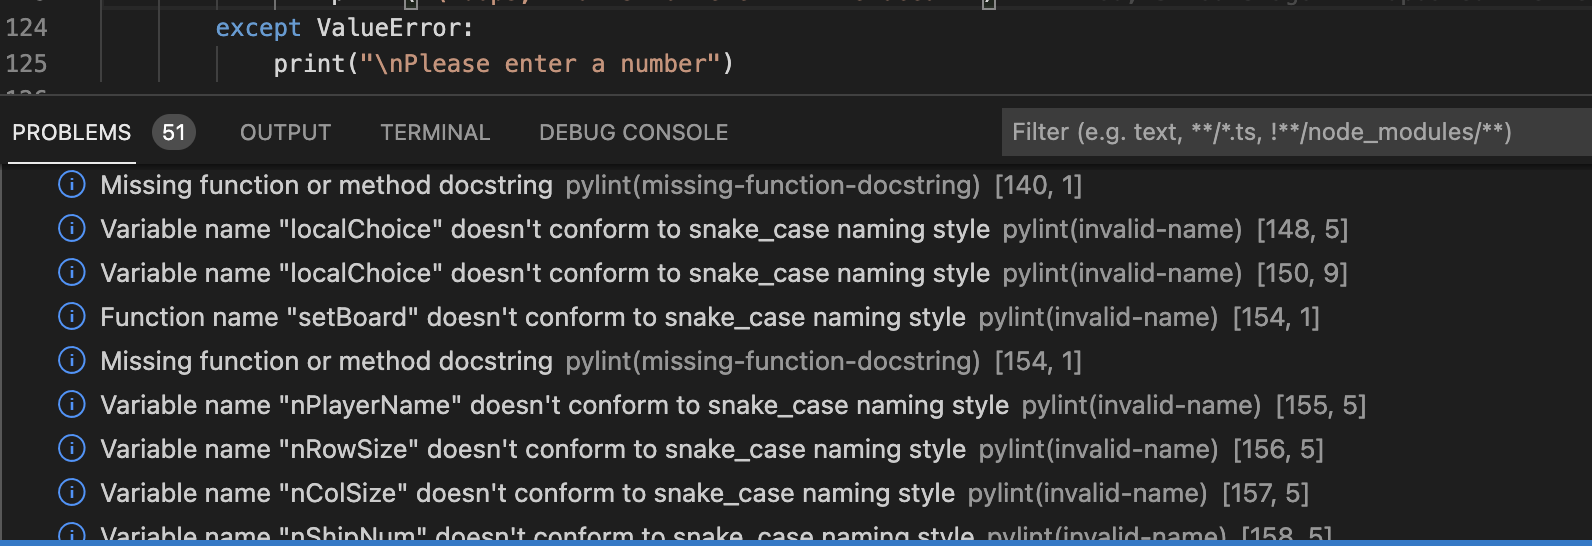 124 except ValueError:
125 print("\nPlease enter a number")
PROBLEMS 51 OUTPUT TERMINAL DEBUG CONSOLE Filter (e.g. text, **/*.ts, !**/node_modules/**)
Missing function or method docstring pylint(missing-function-docstring) [140, 1]
Variable name "localChoice" doesn't conform to snake_case naming style pylint(invalid-name) [148, 5]
Variable name "localChoice" doesn't conform to snake_case naming style pylint(invalid-name) [150, 9]
Function name "setBoard" doesn't conform to snake_case naming style pylint(invalid-name) [154, 1]
Missing function or method docstring pylint(missing-function-docstring) [154, 1]
Variable name "nPlayerName" doesn't conform to snake_case naming style pylint(invalid-name) [155, 5]
Variable name "nRowSize" doesn't conform to snake_case naming style pylint(invalid-name) [156, 5]
Variable name "nColSize" doesn't conform to snake_case naming style pylint(invalid-name) [157, 5]
Variable name "nShipNum" doesn't conform to snake_case naming style pylint(invalid-name) [158, 5]